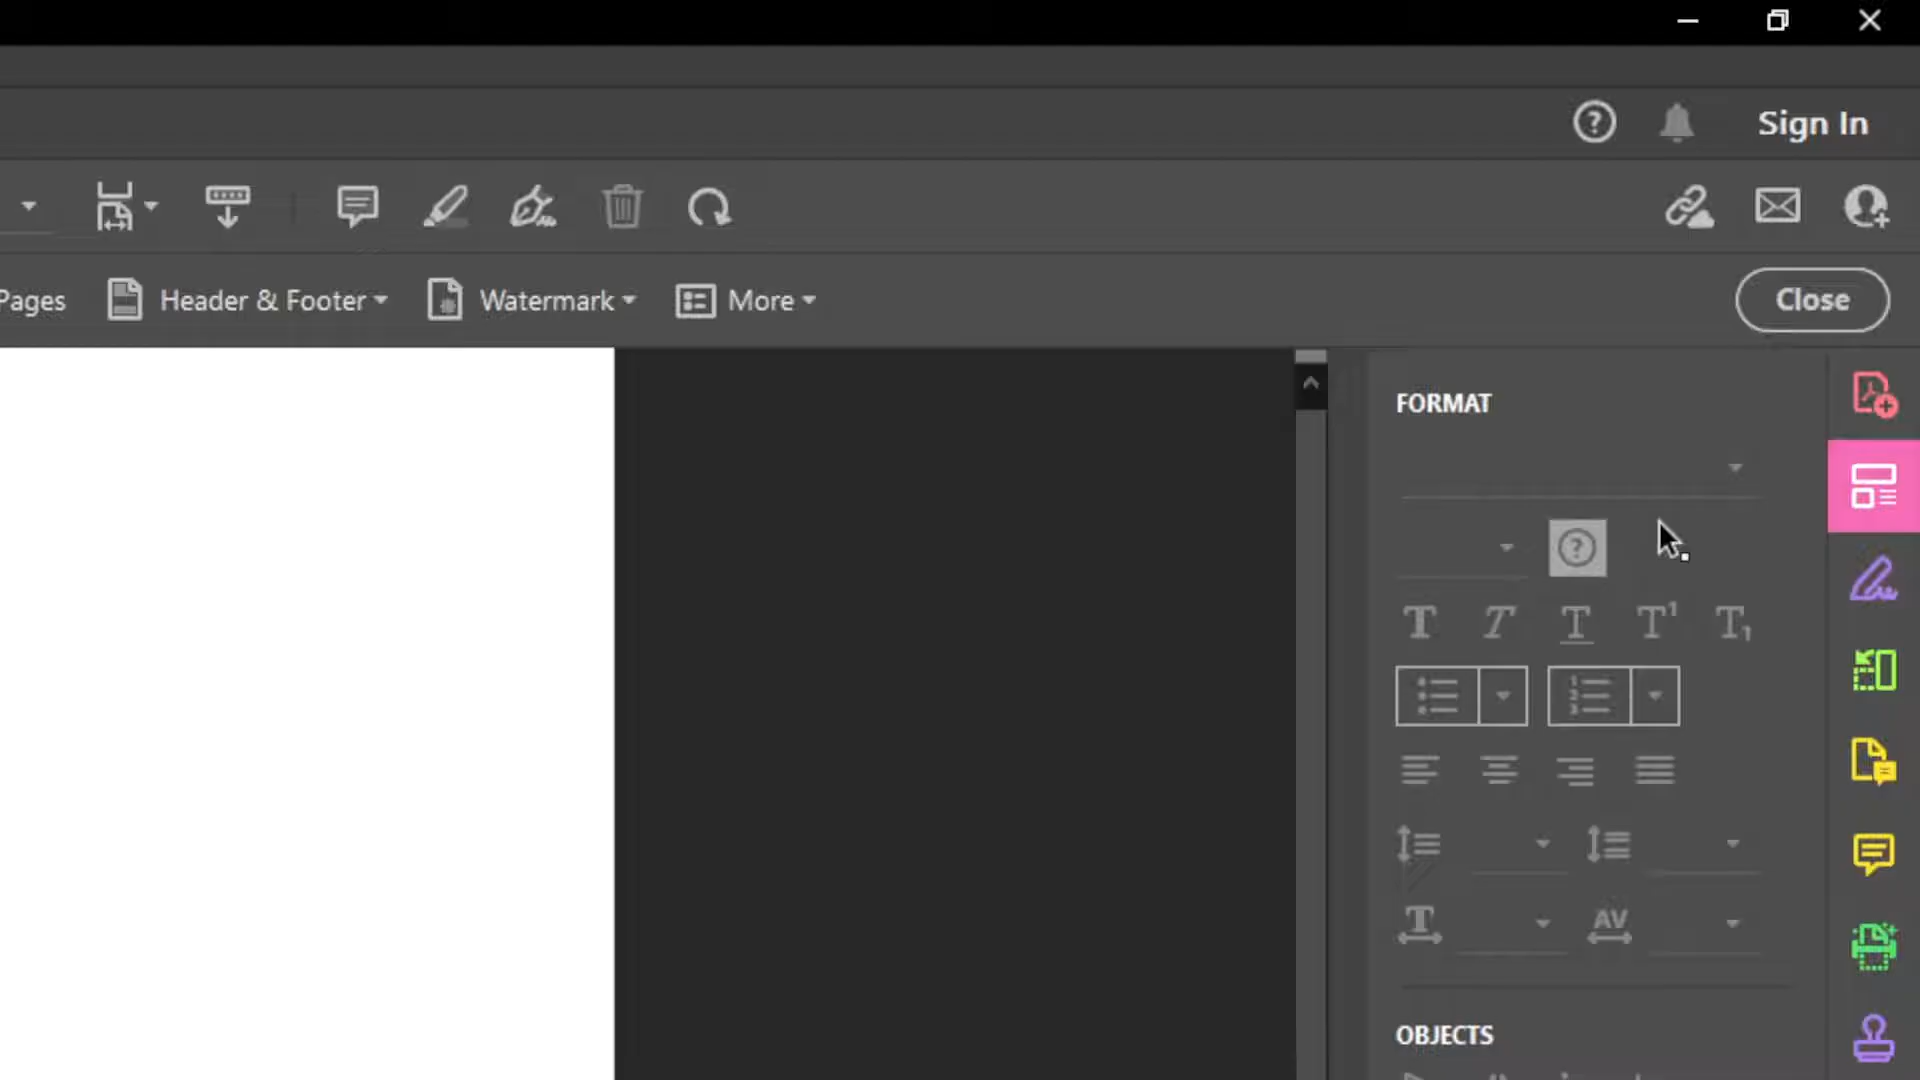 Sign In
Pages Header & Footer Watermark More Close
FORMAT
OBJECTS